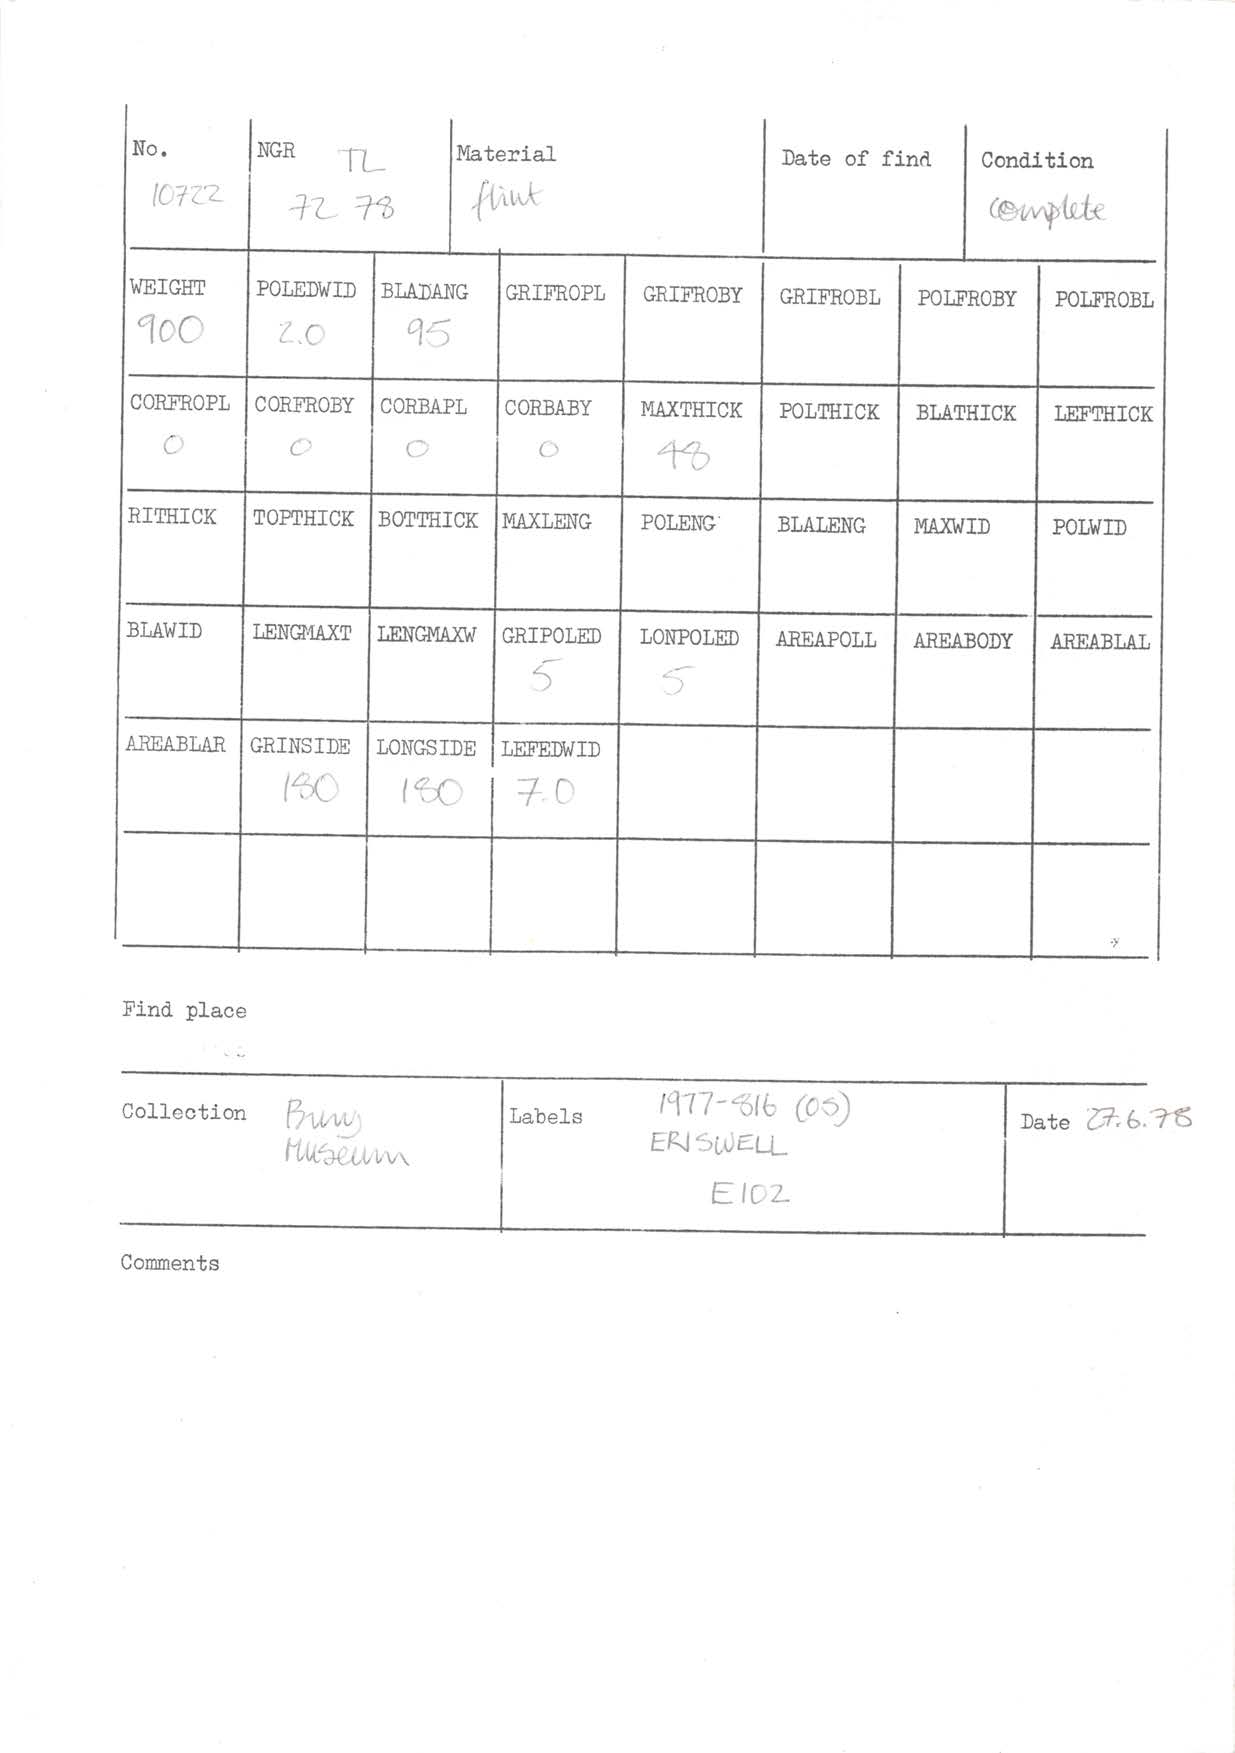 No. NGR TL Material Date of find Condition
10722 72 78 flint complete
WEIGHT POLEDWID BLADANG GRIFROPL GRIFROBY GRIFROBL POLFROBY POLFROBL
900 2.0 95
CORFROPL CORFROBY CORBAPL CORBABY MAXTHICK POLTHICK BLATHICK LEFTHICK
0 0 0 0 48
RITHICK TOPTHICK BOTTHICK MAXLENG POLENG BLALENG MAXWID POLWID
BLAWID LENGMAXT LENGMAXW GRIPOLED LONPOLED AREAPOLL AREABODY AREABLAL
5 5
AREABLAR GRINSIDE LONGSIDE LEFEDWID
180 180 7.0
Find place
Collection Bury Labels 1977-816 (OS) Date 27.6.78
Museum ERISWELL
E102
Comments